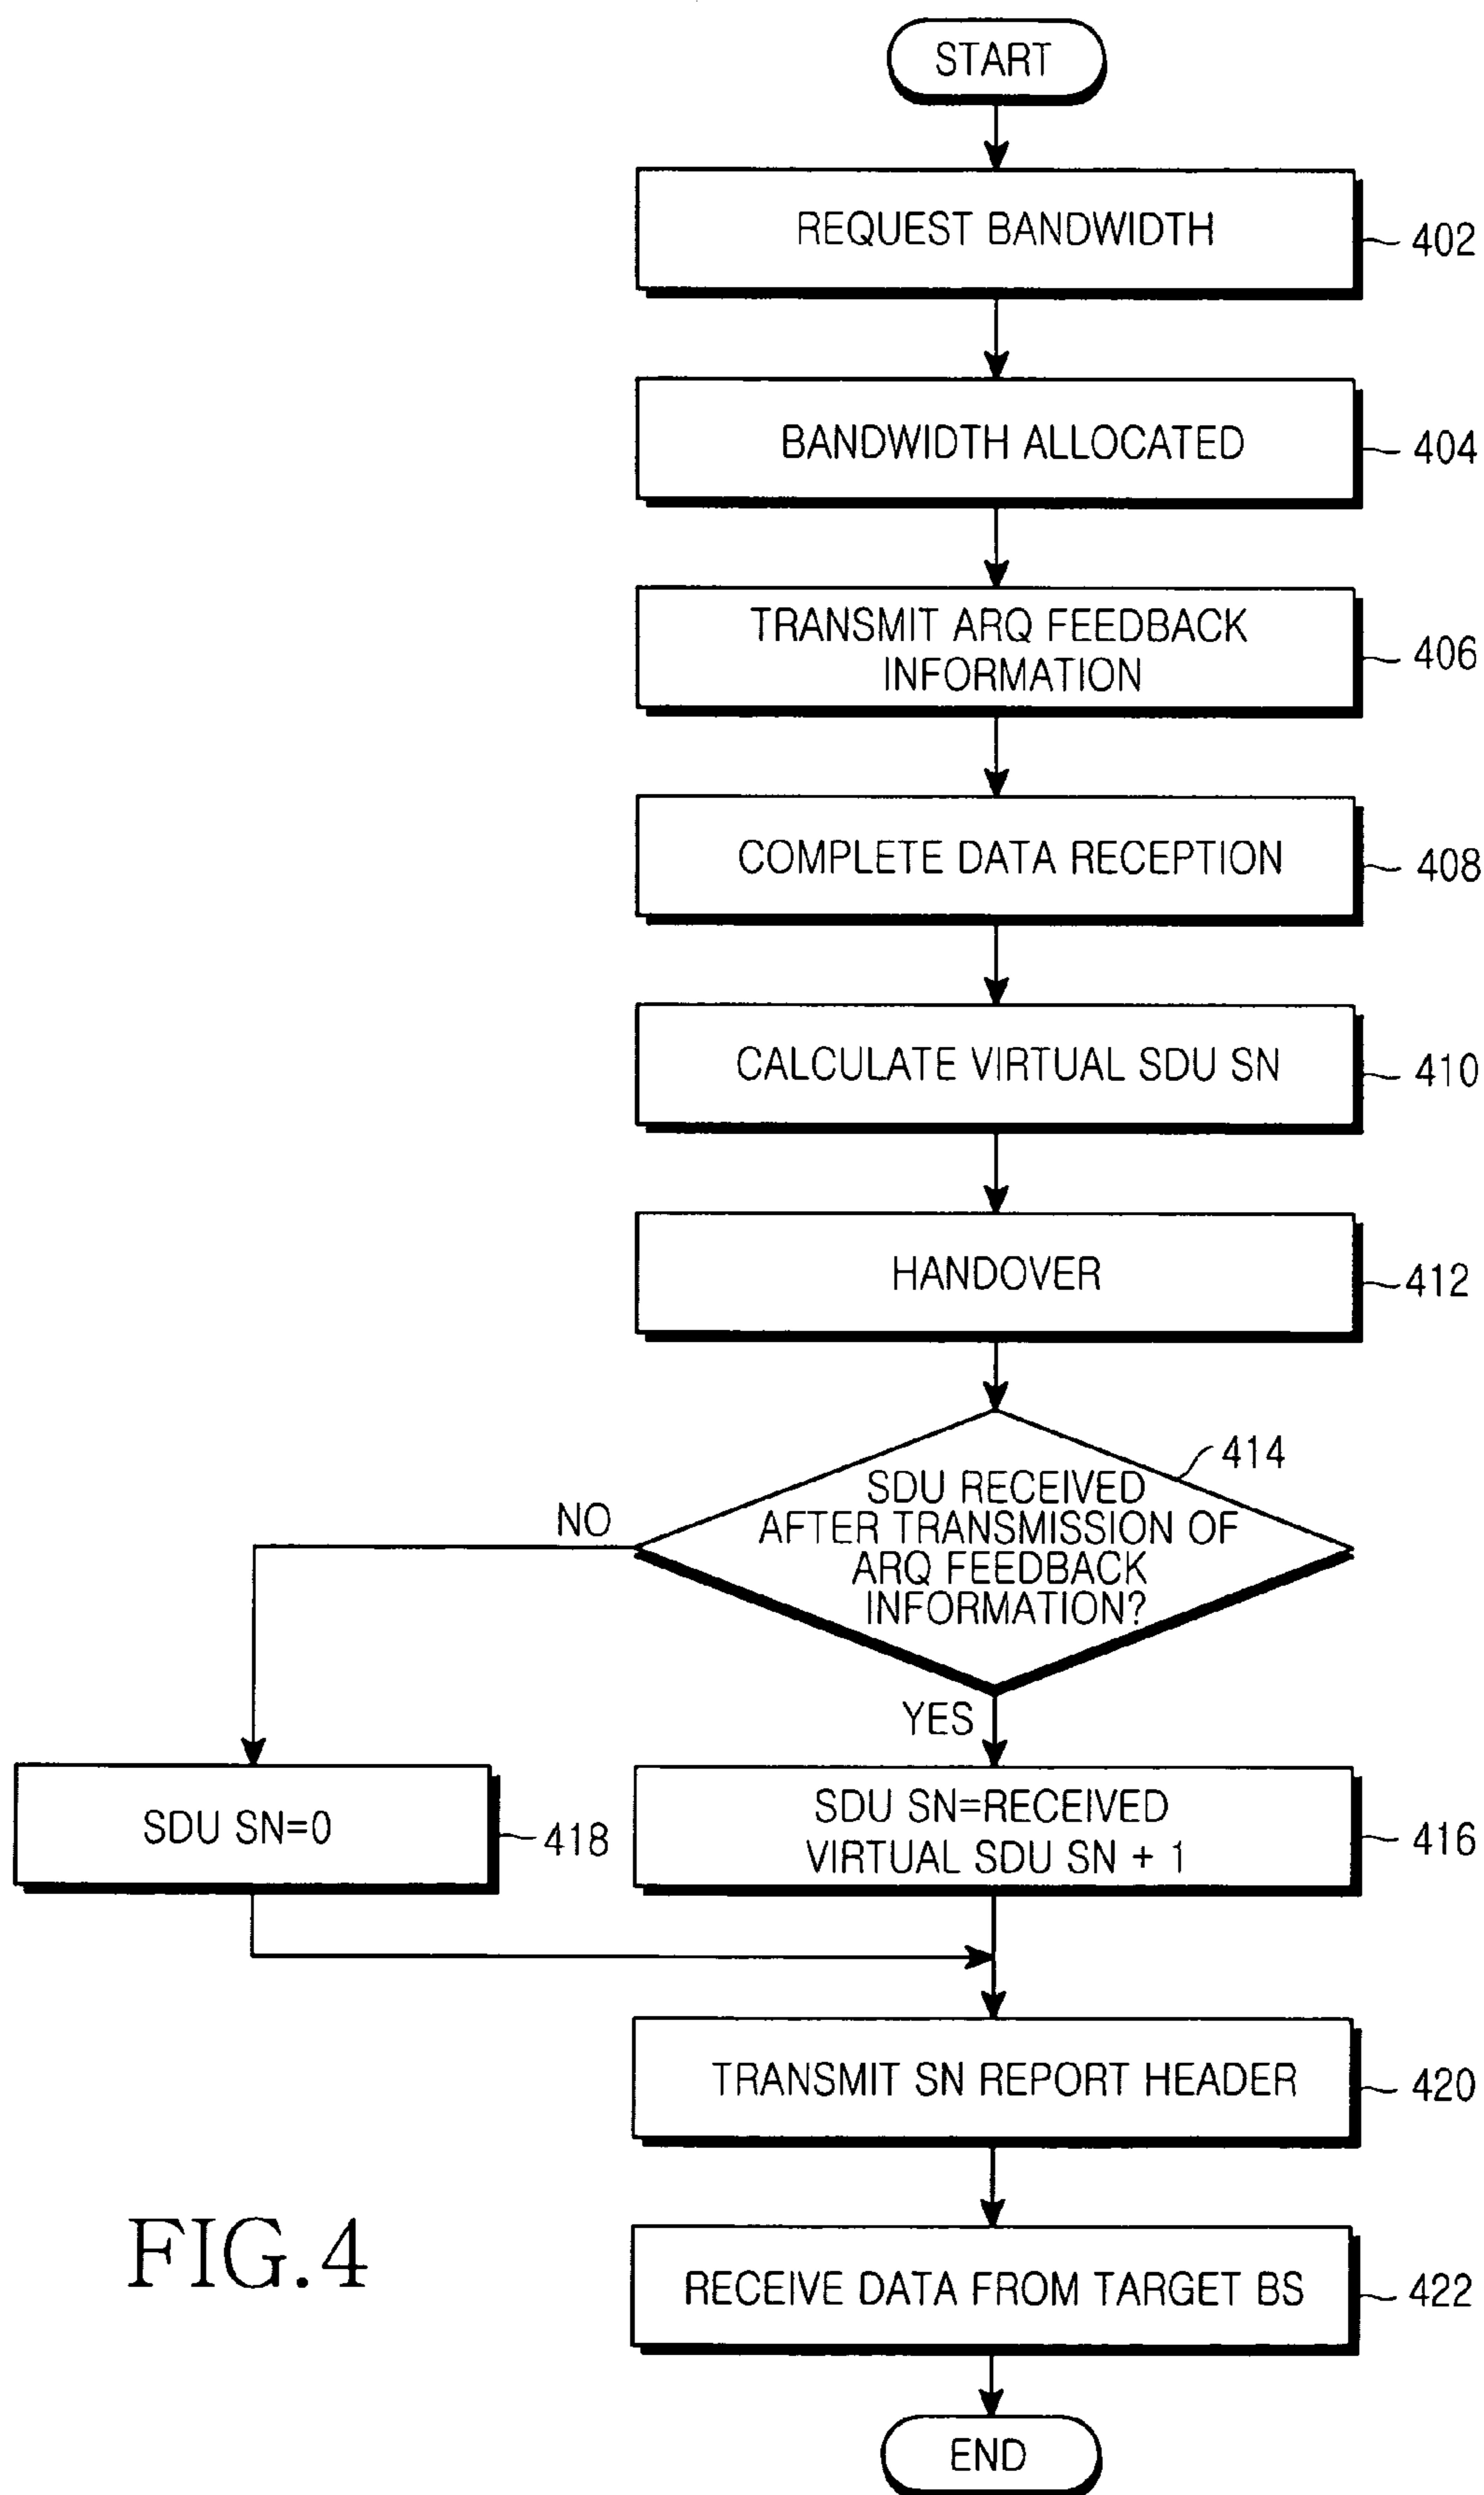 START
REQUEST BANDWIDTH
402
BANDWIDTH ALLOCATED
404
TRANSMIT ARQ FEEDBACK
INFORMATION
406
COMPLETE DATA RECEPTION
408
CALCULATE VIRTUAL SDU SN
410
HANDOVER
412
414
SDU RECEIVED
AFTER TRANSMISSION OF
ARQ FEEDBACK
INFORMATION?
NO
YES
SDU SN=0
418
SDU SN=RECEIVED
VIRTUAL SDU SN + 1
416
TRANSMIT SN REPORT HEADER
420
RECEIVE DATA FROM TARGET BS
422
END
FIG.4